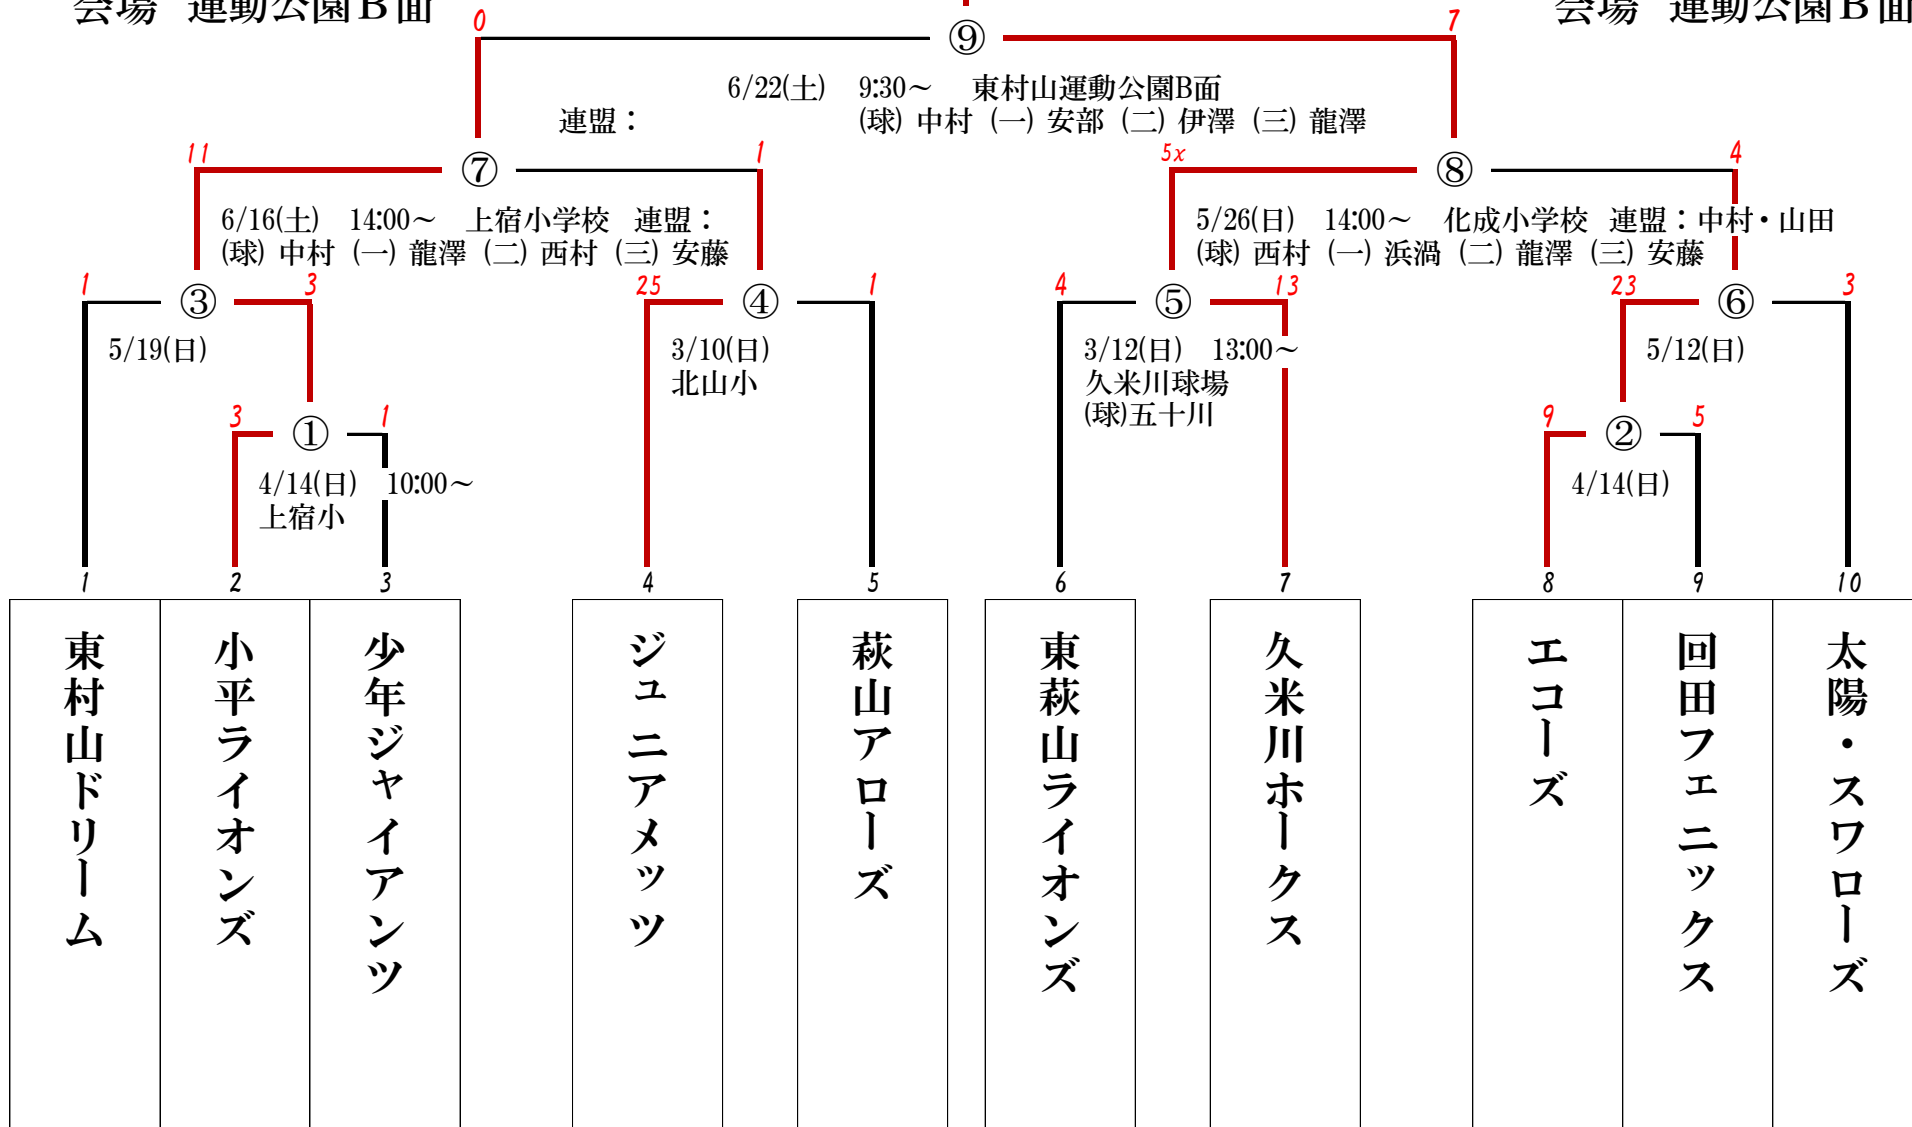 会場 運動公園B面
会場 運動公園B面
0
⑨
7
6/22(土) 9:30～ 東村山運動公園B面
連盟：
(球) 中村 (一) 安部 (二) 伊澤 (三) 龍澤
11
⑦
1
5x
⑧
4
6/16(土) 14:00～ 上宿小学校 連盟：
(球) 中村 (一) 龍澤 (二) 西村 (三) 安藤
5/26(日) 14:00～ 化成小学校 連盟：中村・山田
(球) 西村 (一) 浜渦 (二) 龍澤 (三) 安藤
1
③
3
25
④
1
4
⑤
13
23
⑥
3
5/19(日)
3/10(日)
北山小
3/12(日) 13:00～
久米川球場
(球)五十川
5/12(日)
3
①
1
9
②
5
4/14(日) 10:00～
上宿小
4/14(日)
1
2
3
4
5
6
7
8
9
10
東村山ドリーム
小平ライオンズ
少年ジャイアンツ
ジュニアメッツ
萩山アローズ
東萩山ライオンズ
久米川ホークス
エコーズ
回田フェニックス
太陽・スワローズ